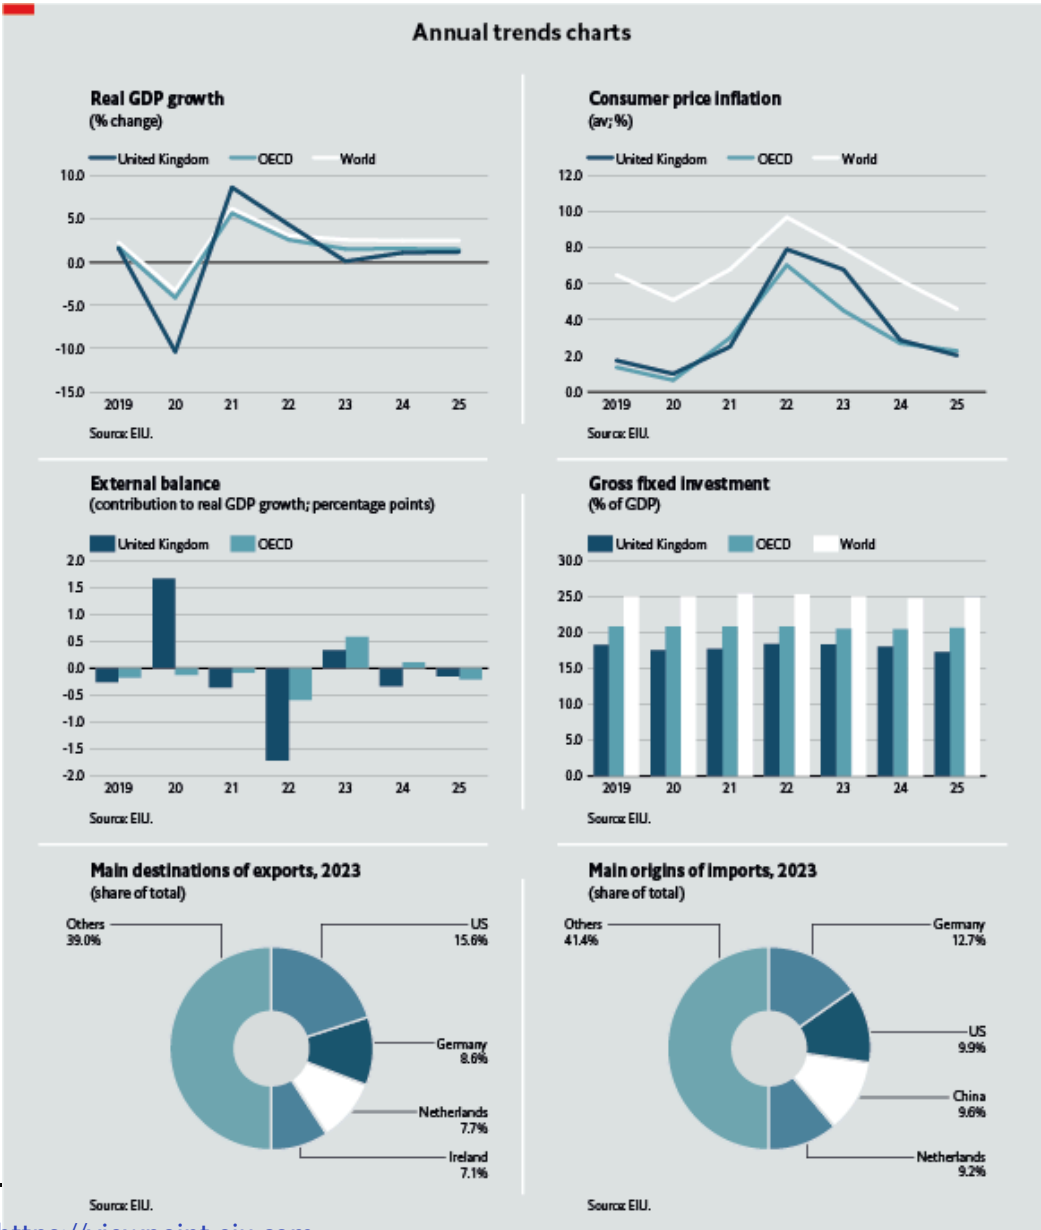 Annual trends charts
Real GDP growth
(% change)
United Kingdom OECD World
10.0
5.0
0.0
-5.0
-10.0
-15.0
2019 20 21 22 23 24 25
Source: EIU.
Consumer price inflation
(av; %)
United Kingdom OECD World
12.0
10.0
8.0
6.0
4.0
2.0
0.0
2019 20 21 22 23 24 25
Source: EIU.
External balance
(contribution to real GDP growth; percentage points)
United Kingdom OECD
2.0
1.5
1.0
0.5
0.0
-0.5
-1.0
-1.5
-2.0
2019 20 21 22 23 24 25
Source: EIU.
Gross fixed investment
(% of GDP)
United Kingdom OECD World
30.0
25.0
20.0
15.0
10.0
5.0
0.0
2019 20 21 22 23 24 25
Source: EIU.
Main destinations of exports, 2023
(share of total)
Others
39.0%
US
15.6%
Germany
8.6%
Netherlands
7.7%
Ireland
7.1%
Source: EIU.
Main origins of imports, 2023
(share of total)
Others
41.4%
Germany
12.7%
US
9.9%
China
9.6%
Netherlands
9.2%
Source: EIU.